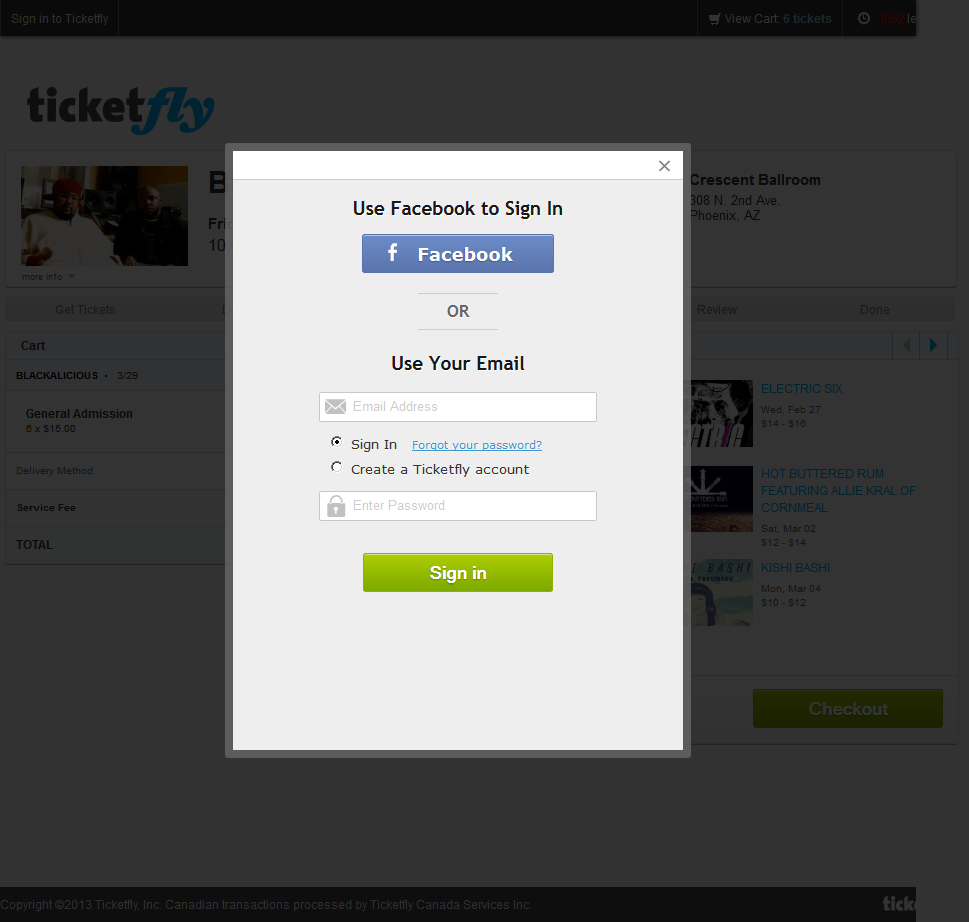 Sign in to Ticketfly
View Cart: 6 tickets
9:52 le
ticketfly
B
Fri
10
more info
Crescent Ballroom
308 N. 2nd Ave.
Phoenix, AZ
Get Tickets
Review
Done
Cart
BLACKALICIOUS • 3/29
General Admission
6 x $15.00
Delivery Method
Service Fee
TOTAL
Use Facebook to Sign In
f Facebook
OR
Use Your Email
Email Address
Sign In
Forgot your password?
Create a Ticketfly account
Enter Password
Sign in
ELECTRIC SIX
Wed, Feb 27
$14 - $16
HOT BUTTERED RUM
FEATURING ALLIE KRAL OF
CORNMEAL
Sat, Mar 02
$12 - $14
KISHI BASHI
Mon, Mar 04
$10 - $12
Checkout
Copyright ©2013 Ticketfly, Inc. Canadian transactions processed by Ticketfly Canada Services Inc.
ticke